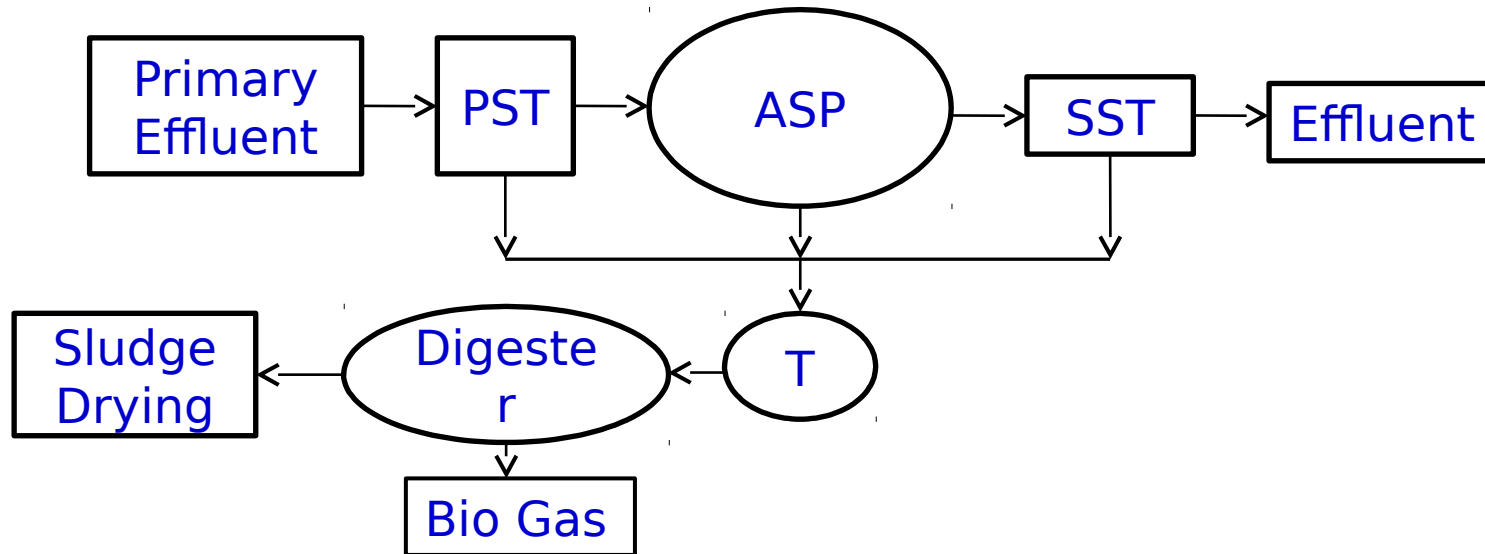 Primary
Effluent
PST
ASP
SST
Effluent
Sludge
Drying
Digeste
r
T
Bio Gas